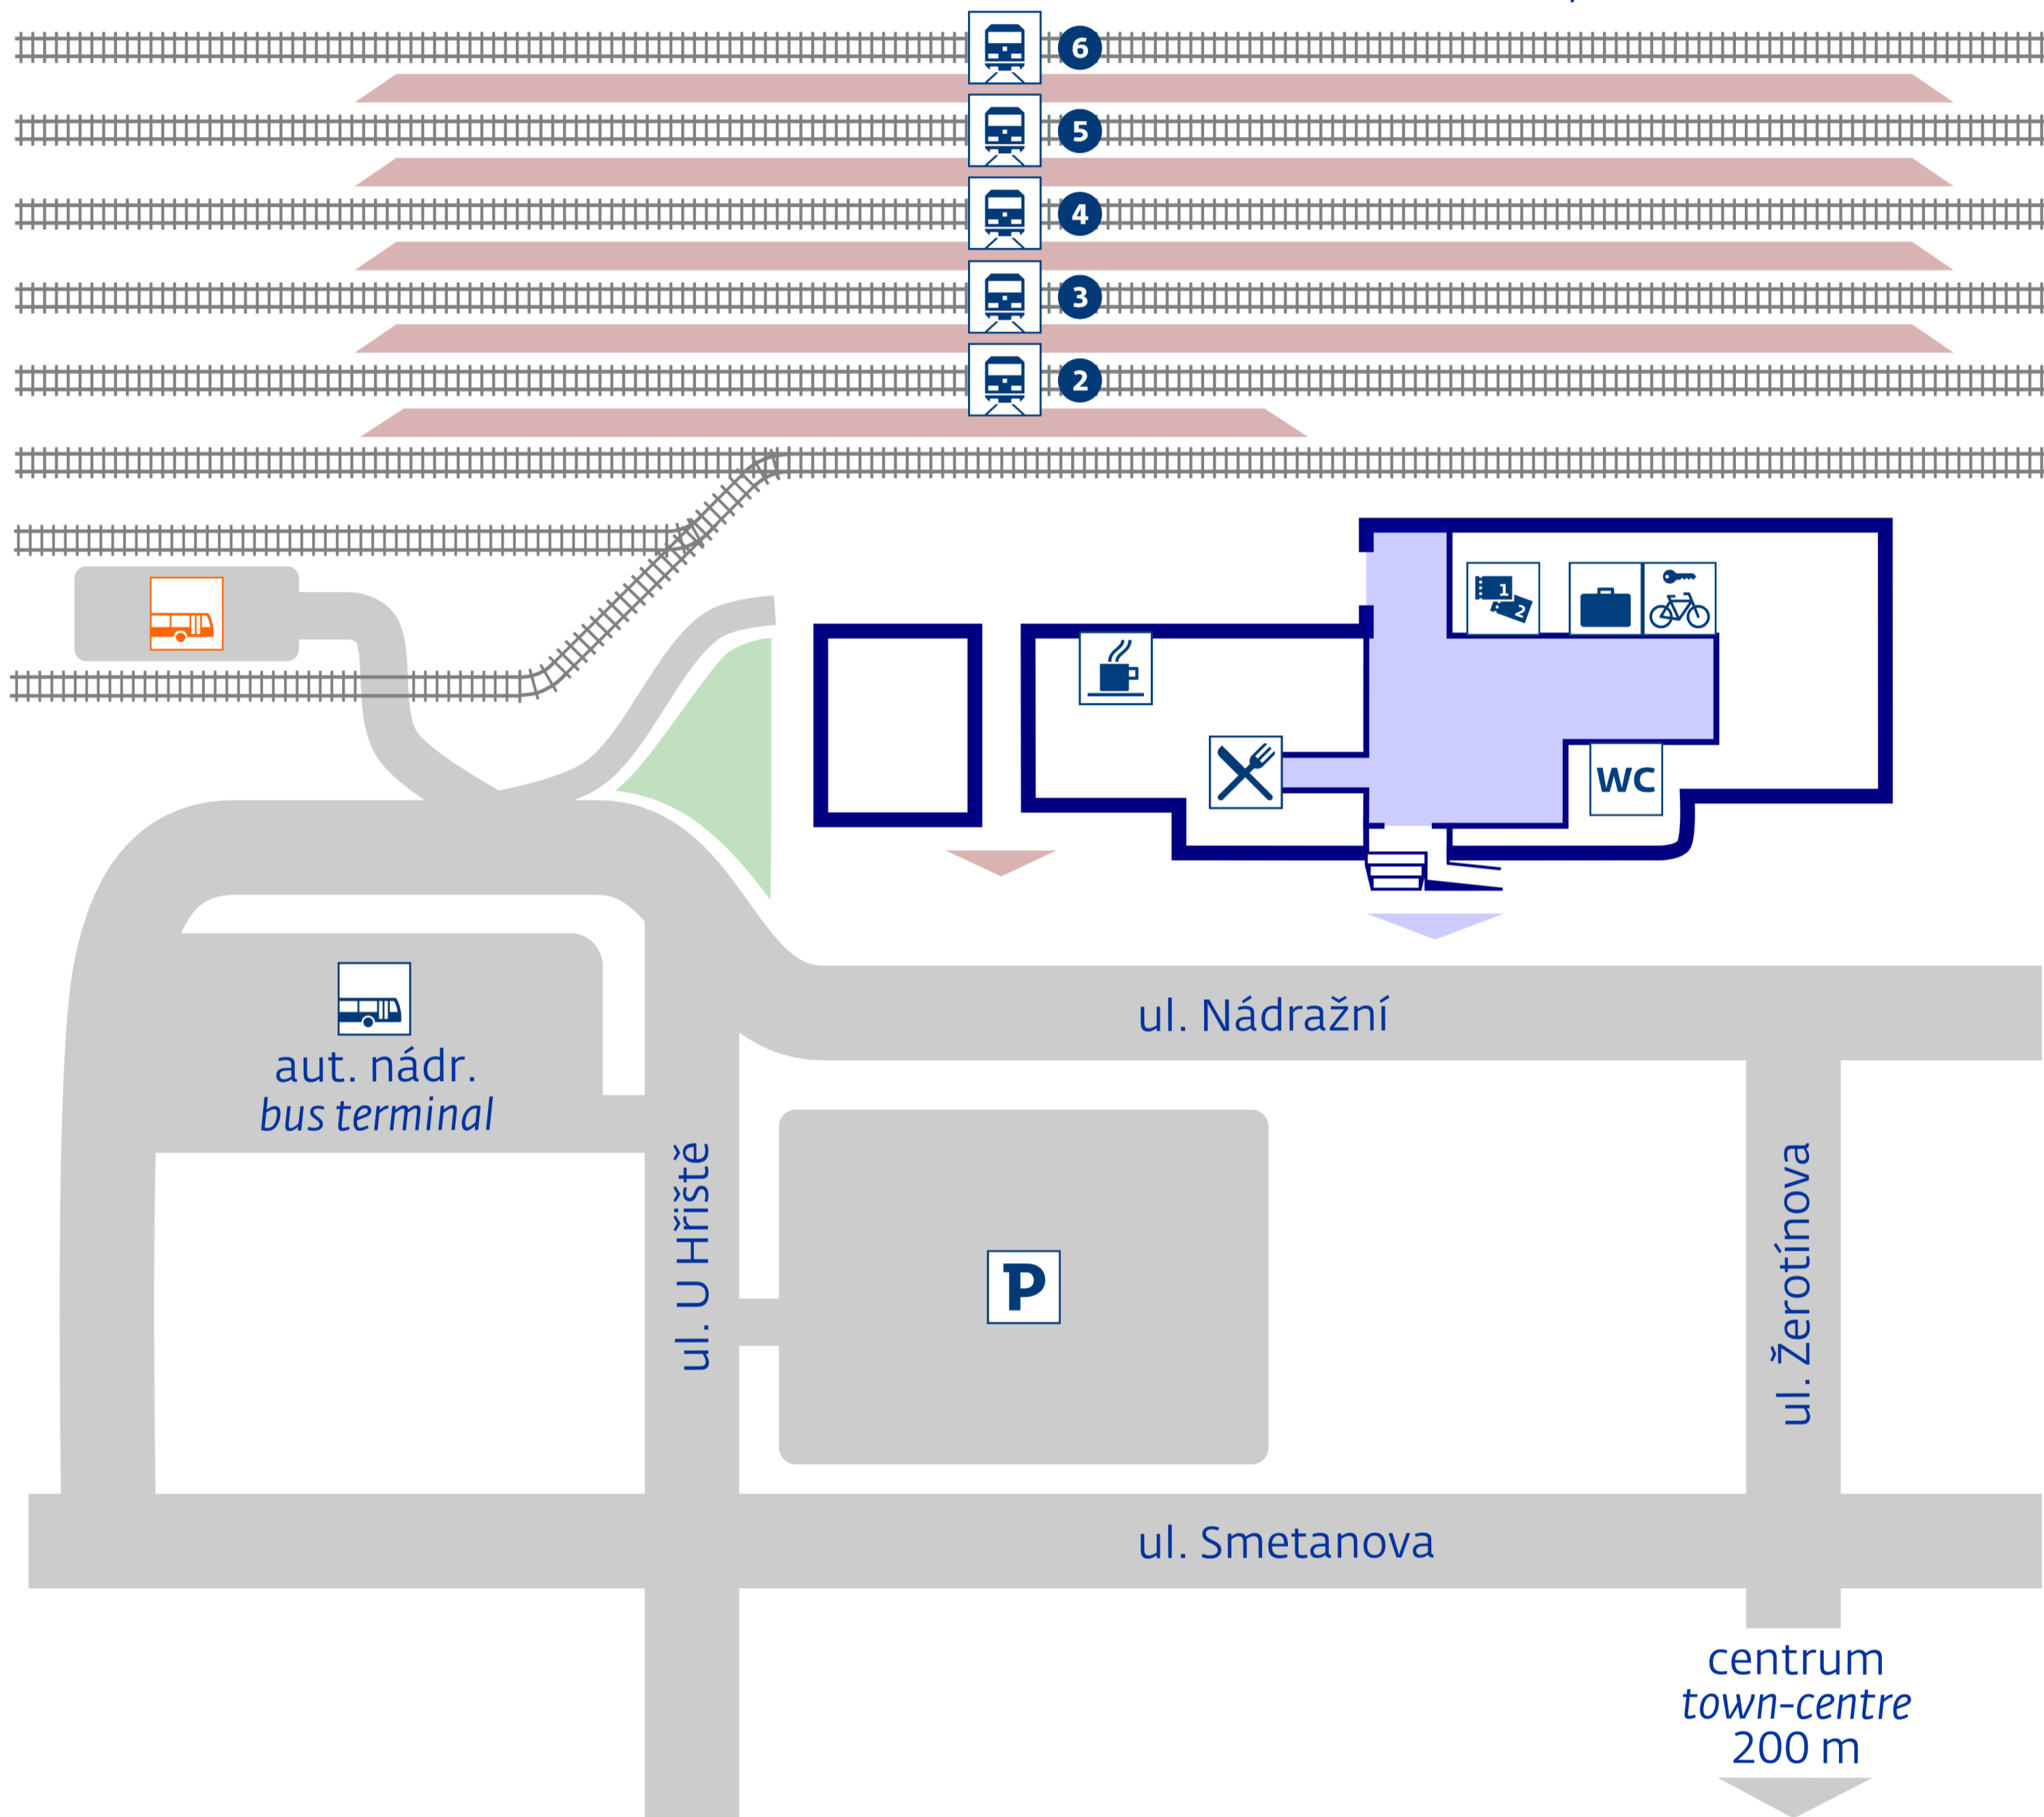 6
5
4
3
2
1
2
WC
ul. Nádražní
aut. nádr.
bus terminal
ul. U Hřiště
P
ul. Žerotínova
ul. Smetanova
centrum
town-centre
200 m